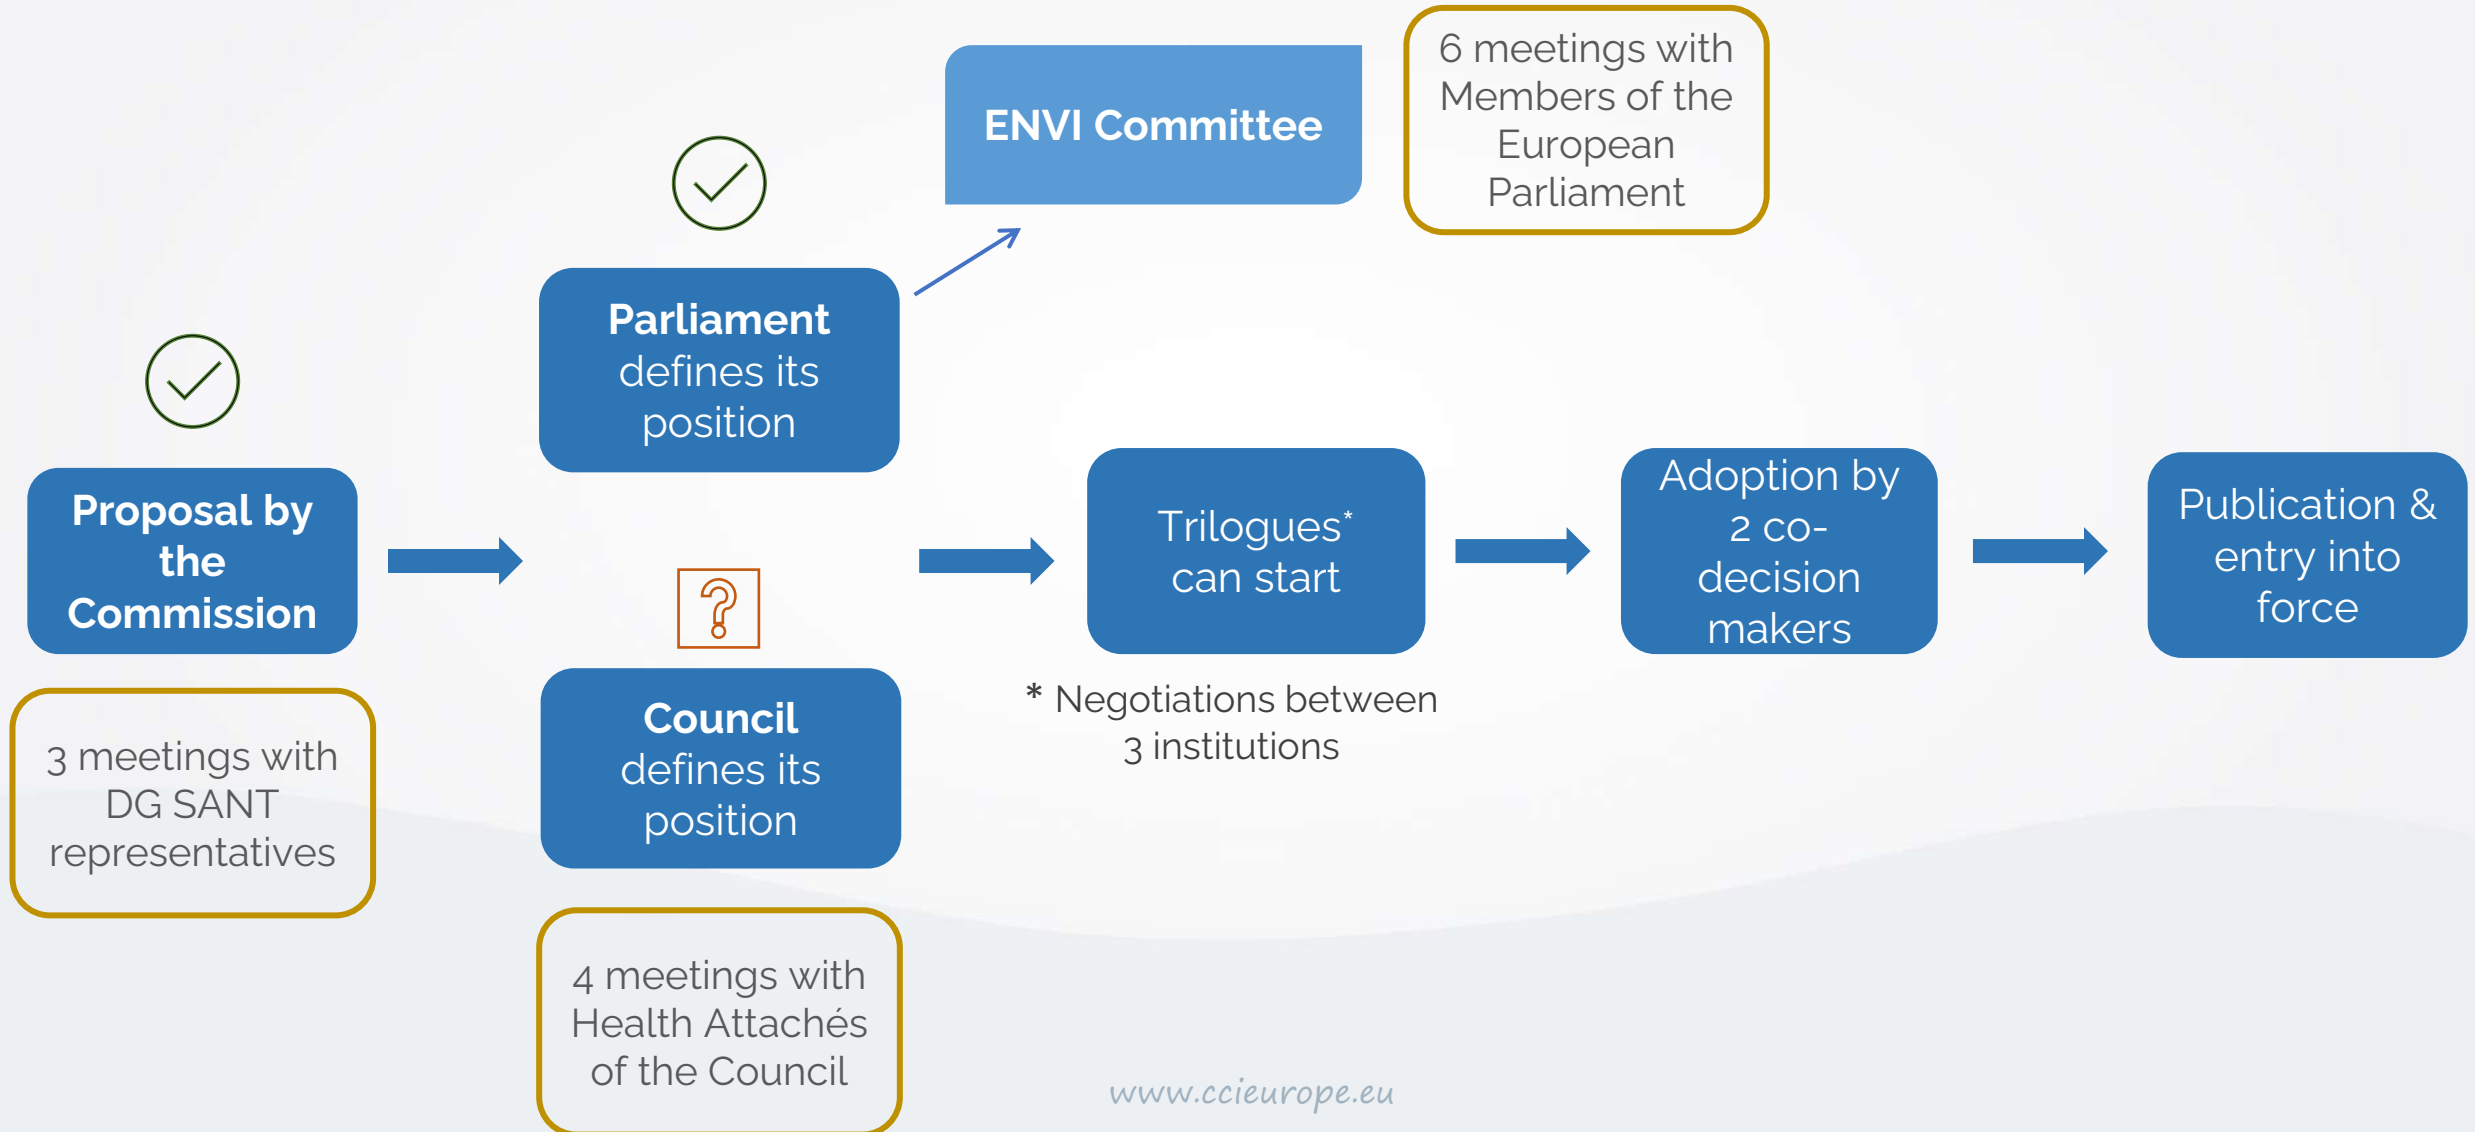 ENVI Committee
6 meetings with
Members of the
European
Parliament
Parliament
defines its
position
Proposal by
the
Commission
3 meetings with
DG SANT
representatives
?
Council
defines its
position
4 meetings with
Health Attachés
of the Council
Trilogues*
can start
* Negotiations between
3 institutions
Adoption by
2 co-
decision
makers
Publication &
entry into
force
www.ccieurope.eu